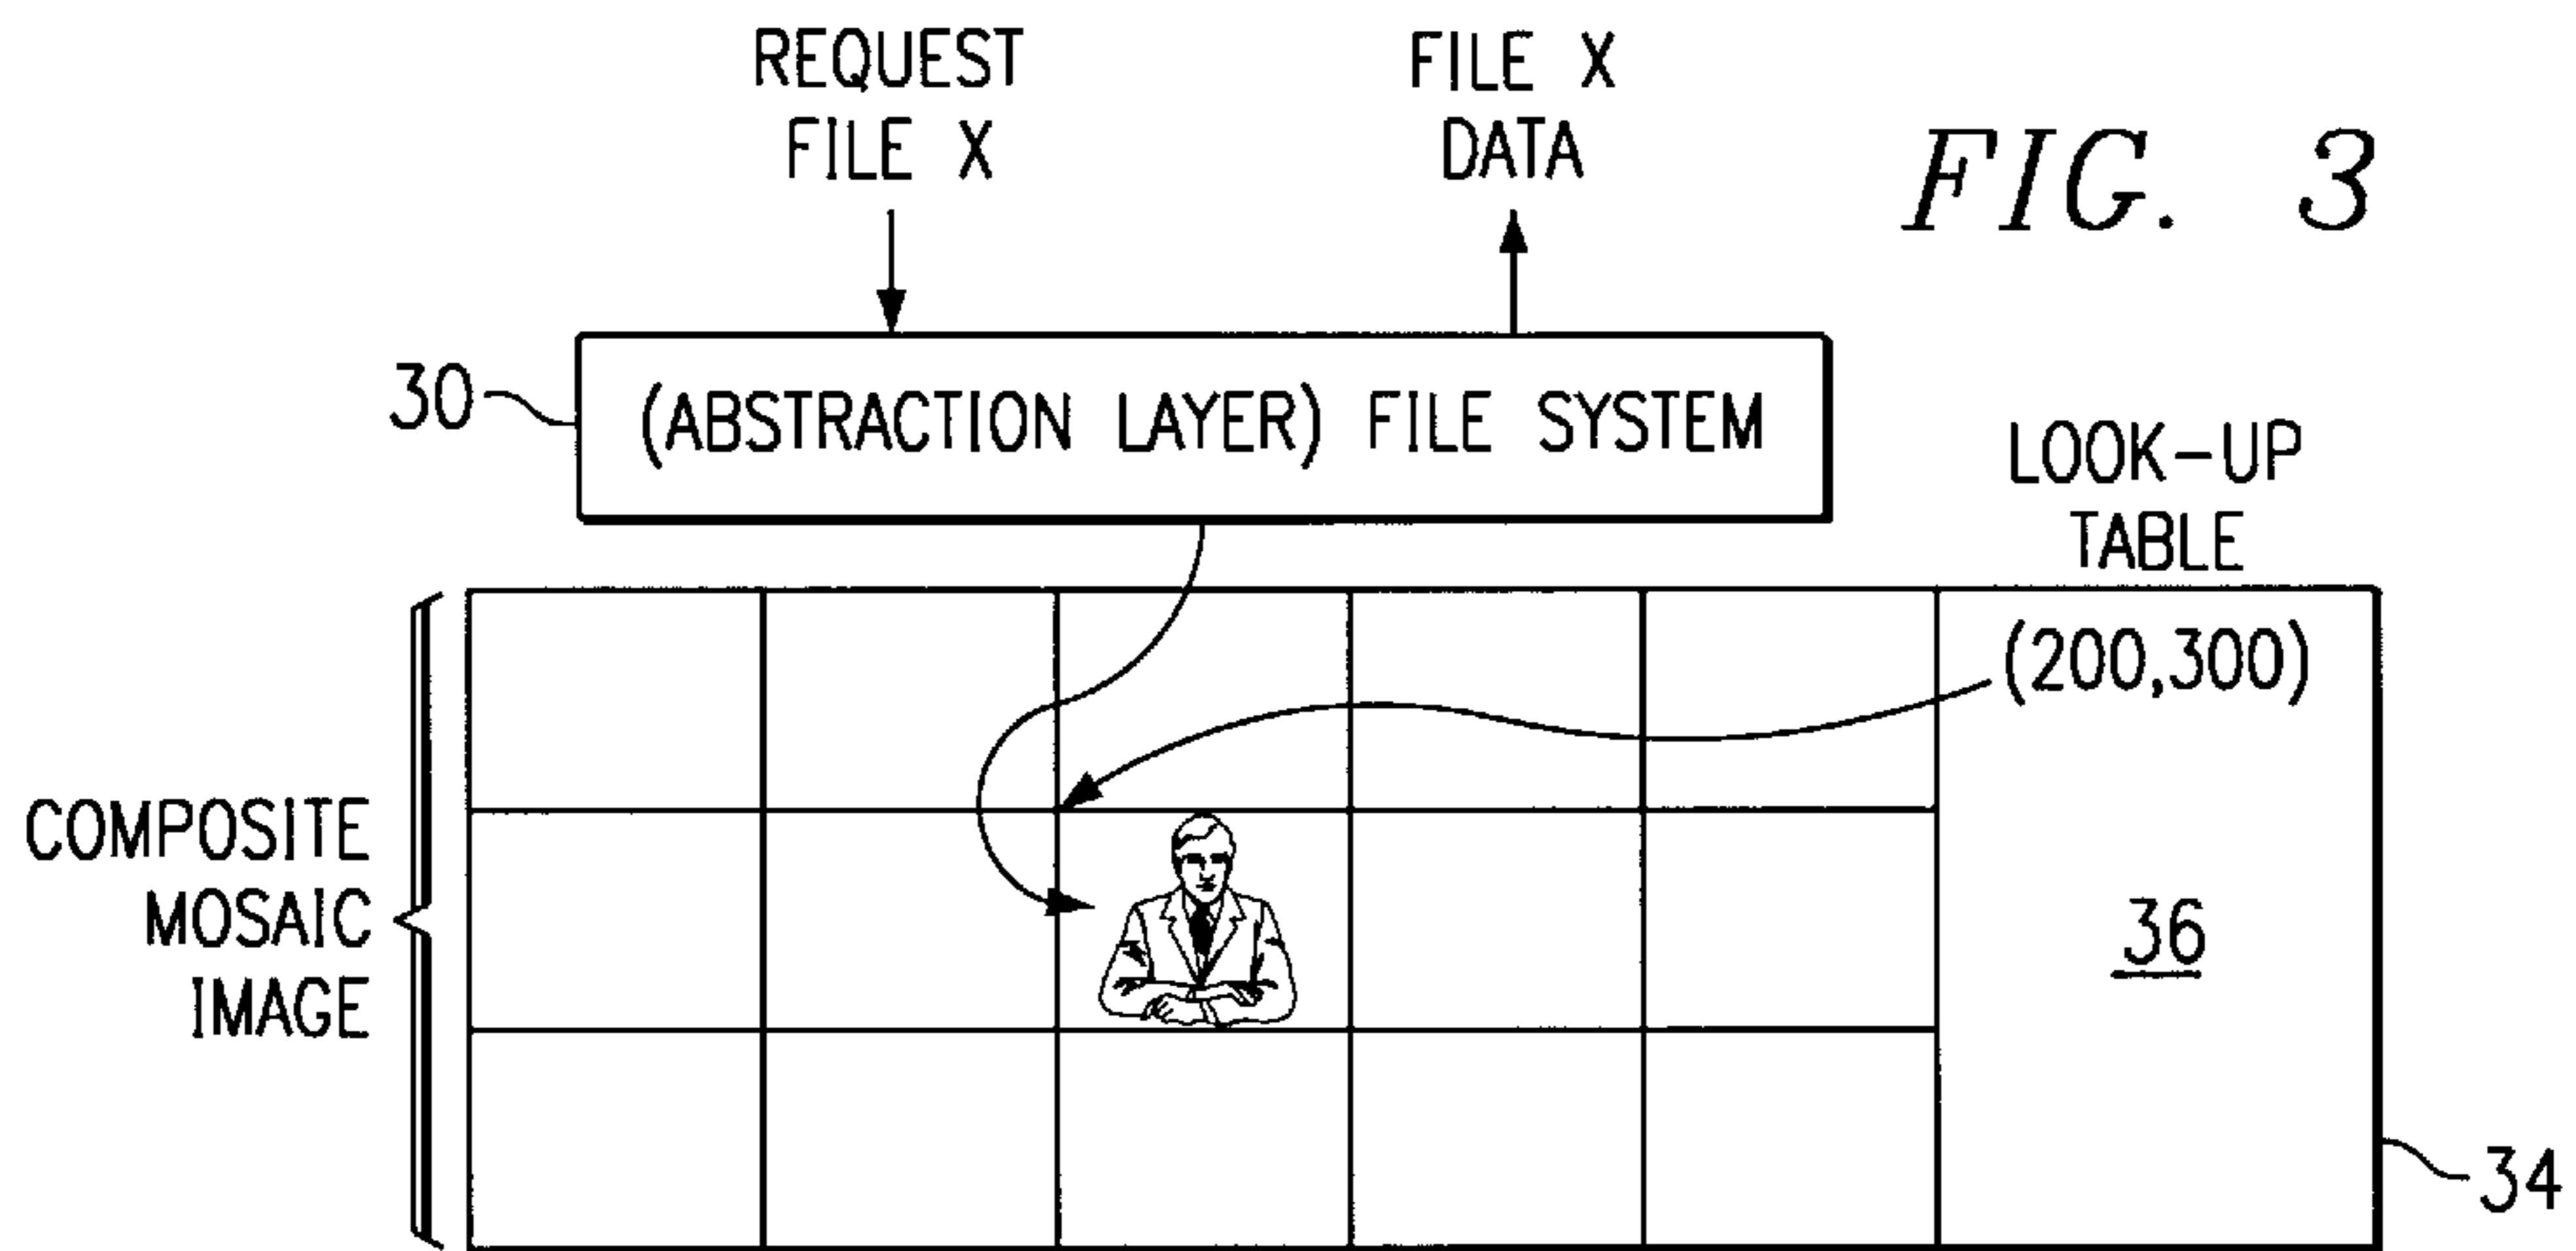 REQUEST
FILE X
FILE X
DATA
FIG. 3
30
(ABSTRACTION LAYER) FILE SYSTEM
LOOK-UP
TABLE
(200,300)
COMPOSITE
MOSAIC
IMAGE
36
34